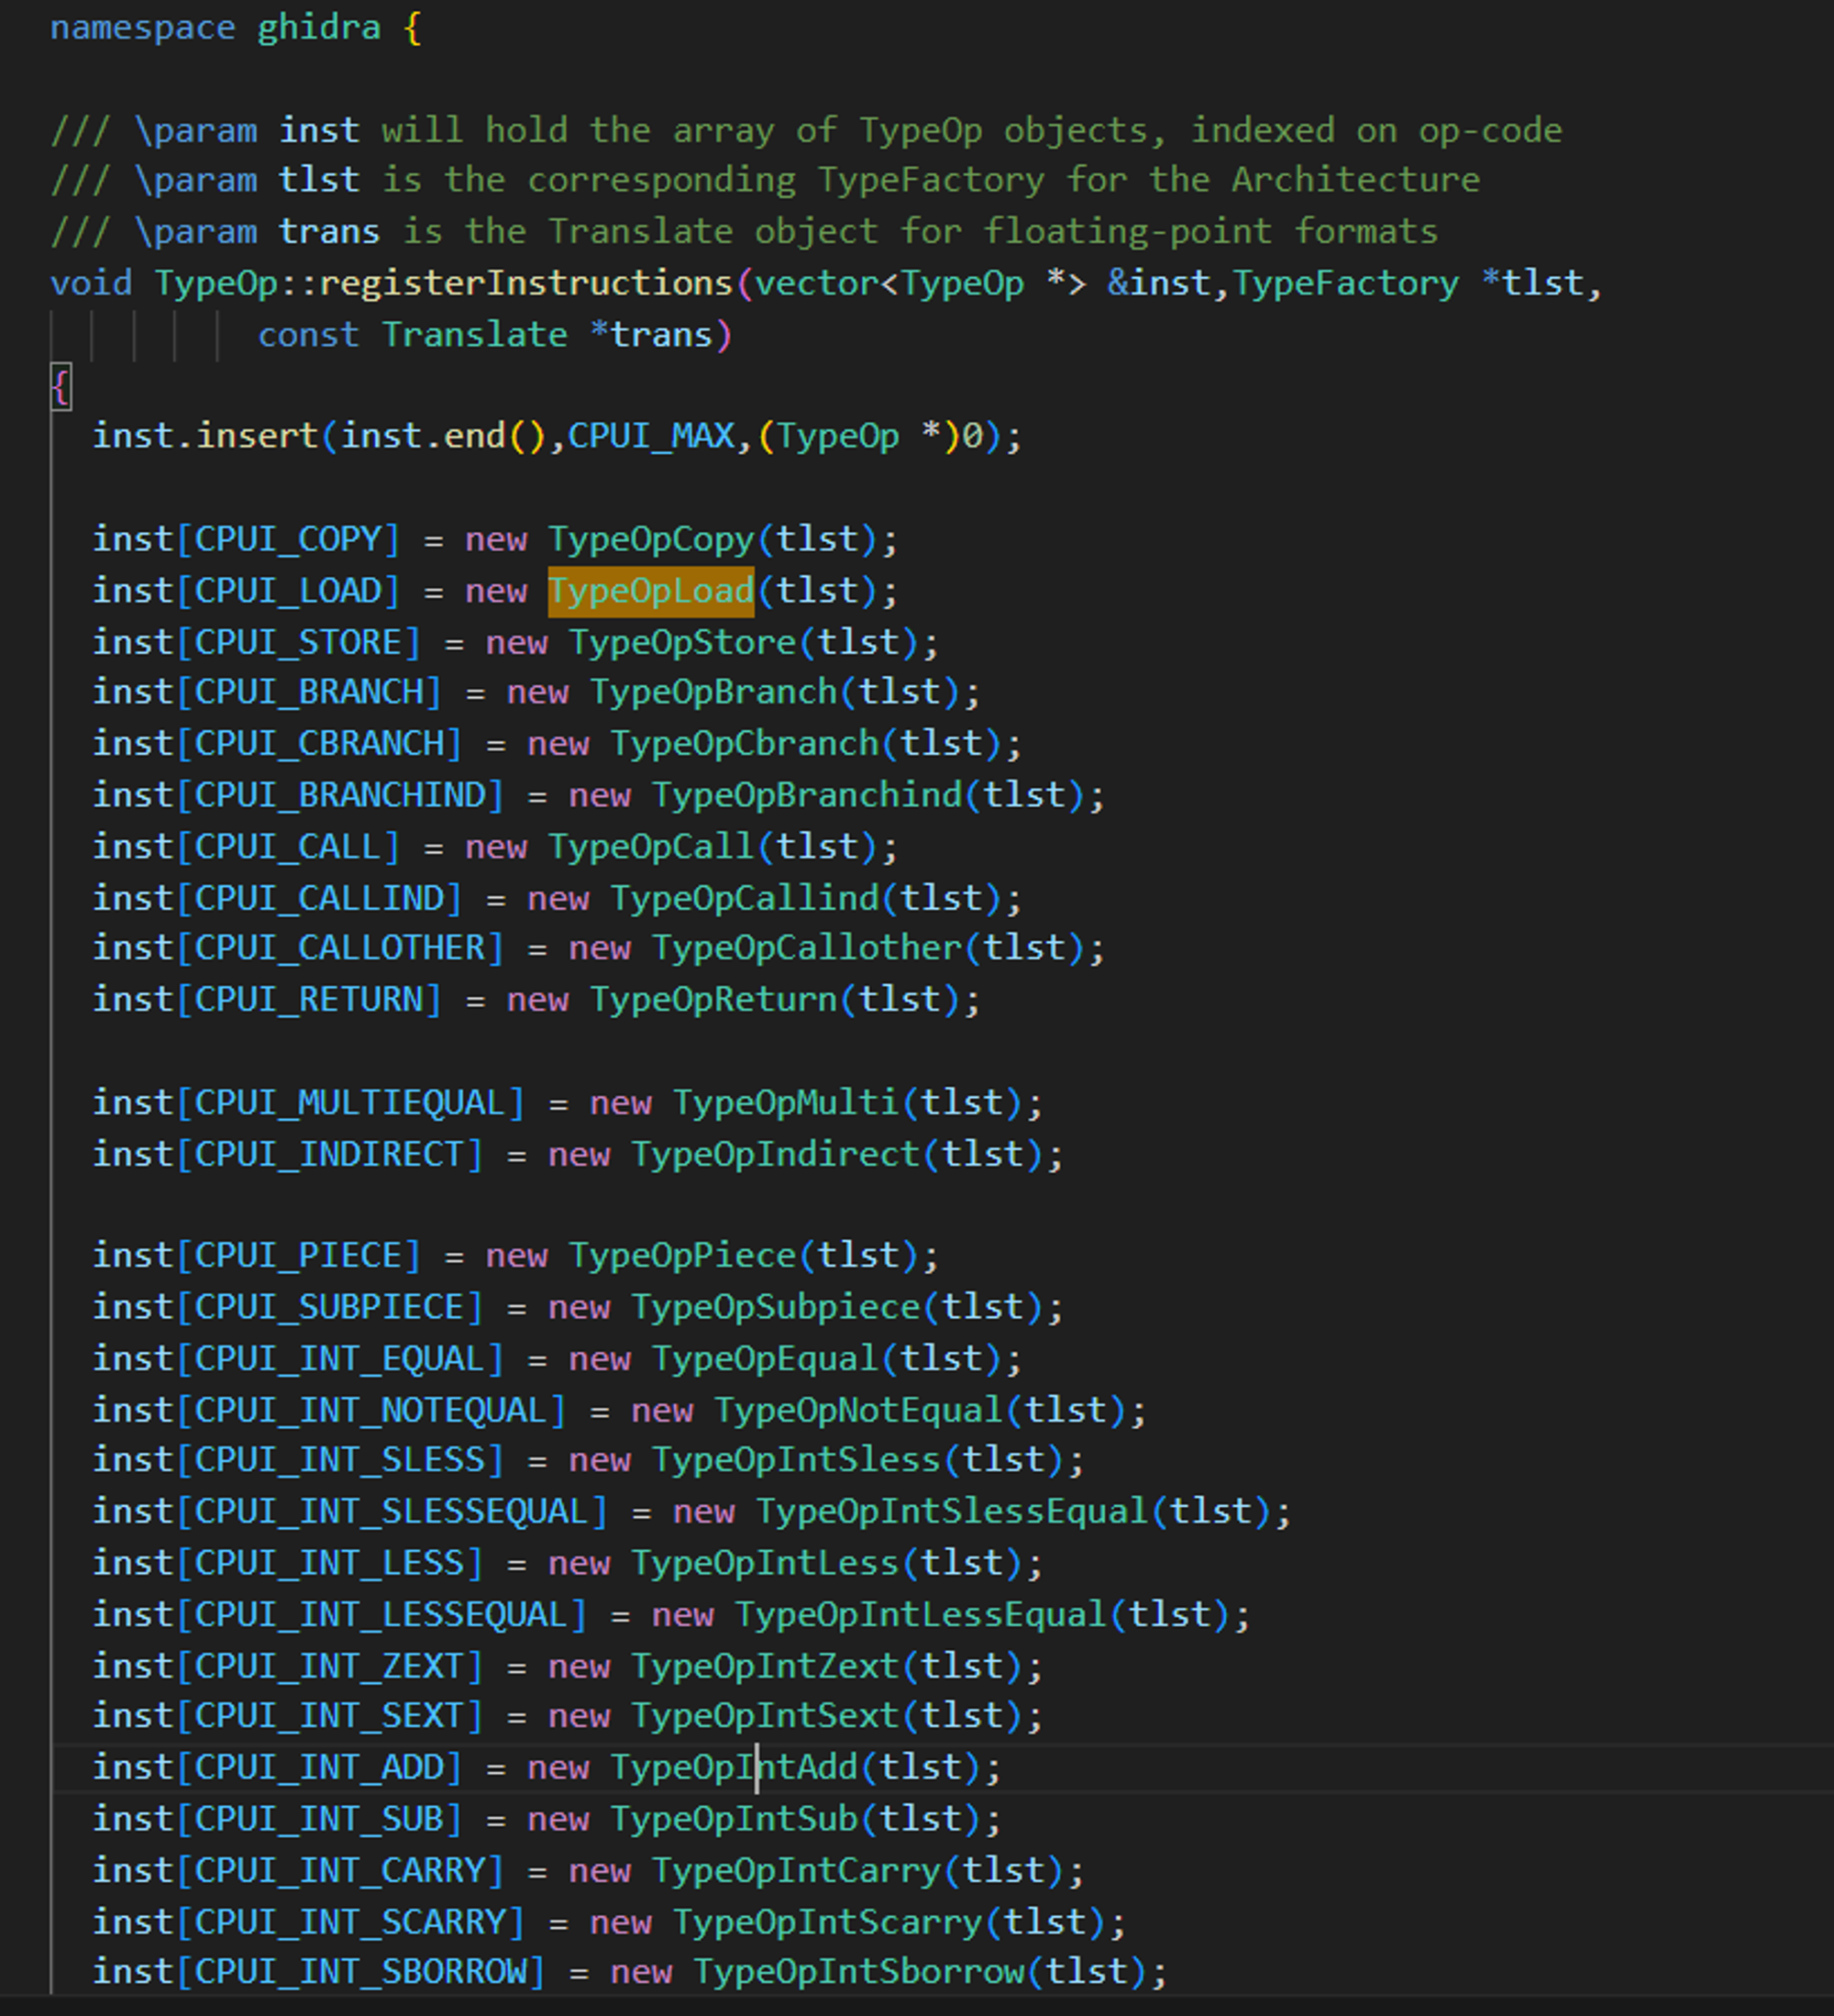 namespace ghidra {
/// \param inst will hold the array of TypeOp objects, indexed on op-code
/// \param tlst is the corresponding TypeFactory for the Architecture
/// \param trans is the Translate object for floating-point formats
void TypeOp::registerInstructions(vector<TypeOp *> &inst,TypeFactory *tlst,
const Translate *trans)
{
inst.insert(inst.end(),CPUI_MAX,(TypeOp *)0);
inst[CPUI_COPY] = new TypeOpCopy(tlst);
inst[CPUI_LOAD] = new TypeOpLoad(tlst);
inst[CPUI_STORE] = new TypeOpStore(tlst);
inst[CPUI_BRANCH] = new TypeOpBranch(tlst);
inst[CPUI_CBRANCH] = new TypeOpCbranch(tlst);
inst[CPUI_BRANCHIND] = new TypeOpBranchind(tlst);
inst[CPUI_CALL] = new TypeOpCall(tlst);
inst[CPUI_CALLIND] = new TypeOpCallind(tlst);
inst[CPUI_CALLOTHER] = new TypeOpCallother(tlst);
inst[CPUI_RETURN] = new TypeOpReturn(tlst);
inst[CPUI_MULTIEQUAL] = new TypeOpMulti(tlst);
inst[CPUI_INDIRECT] = new TypeOpIndirect(tlst);
inst[CPUI_PIECE] = new TypeOpPiece(tlst);
inst[CPUI_SUBPIECE] = new TypeOpSubpiece(tlst);
inst[CPUI_INT_EQUAL] = new TypeOpEqual(tlst);
inst[CPUI_INT_NOTEQUAL] = new TypeOpNotEqual(tlst);
inst[CPUI_INT_SLESS] = new TypeOpIntSless(tlst);
inst[CPUI_INT_SLESSEQUAL] = new TypeOpIntSlessEqual(tlst);
inst[CPUI_INT_LESS] = new TypeOpIntLess(tlst);
inst[CPUI_INT_LESSEQUAL] = new TypeOpIntLessEqual(tlst);
inst[CPUI_INT_ZEXT] = new TypeOpIntZext(tlst);
inst[CPUI_INT_SEXT] = new TypeOpIntSext(tlst);
inst[CPUI_INT_ADD] = new TypeOpIntAdd(tlst);
inst[CPUI_INT_SUB] = new TypeOpIntSub(tlst);
inst[CPUI_INT_CARRY] = new TypeOpIntCarry(tlst);
inst[CPUI_INT_SCARRY] = new TypeOpIntScarry(tlst);
inst[CPUI_INT_SBORROW] = new TypeOpIntSborrow(tlst);